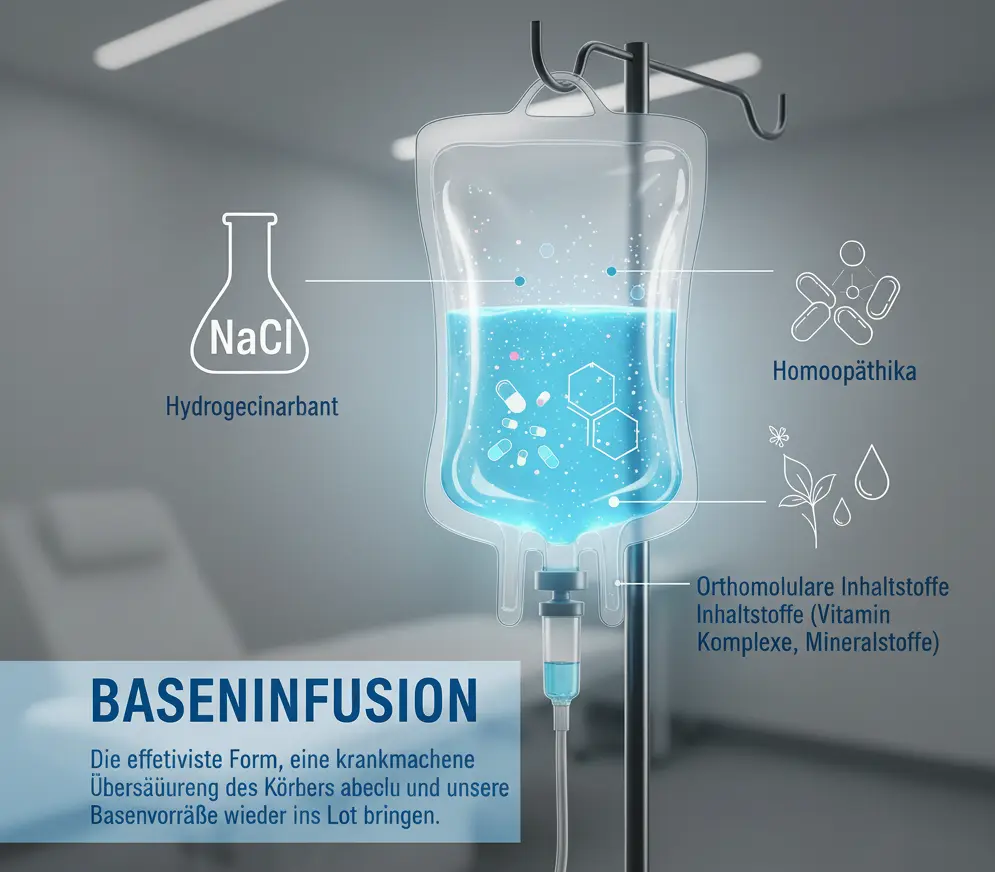 NaCl
Hydrogecinarbant
Homoopäthika
Orthomolulare Inhaltstoffe
Inhaltstoffe (Vitamin
Komplexe, Mineralstoffe)
BASENINFUSION
Die effetiviste Form, eine krankmachene
Übersäüureng des Körbers abeclu und unsere
Basenvorräße wieder ins Lot bringen.